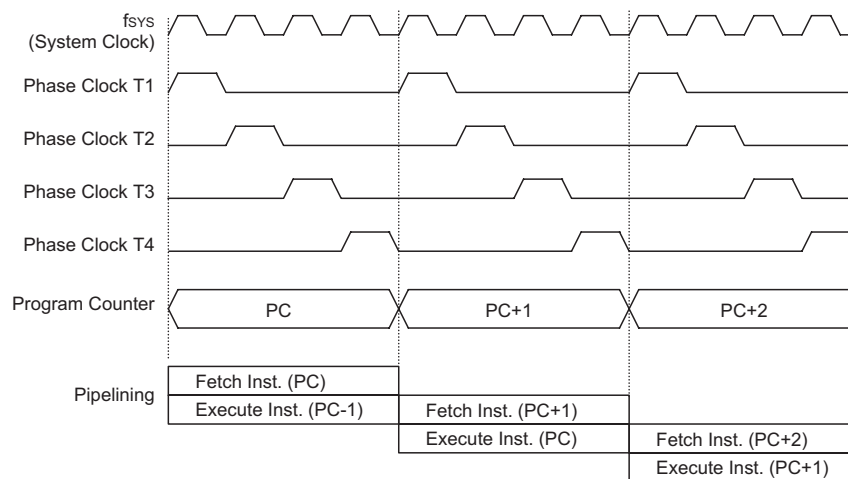 fSYS
(System Clock)
Phase Clock T1
Phase Clock T2
Phase Clock T3
Phase Clock T4
Program Counter
PC
PC+1
PC+2
Pipelining
Fetch Inst. (PC)
Execute Inst. (PC-1)
Fetch Inst. (PC+1)
Execute Inst. (PC)
Fetch Inst. (PC+2)
Execute Inst. (PC+1)